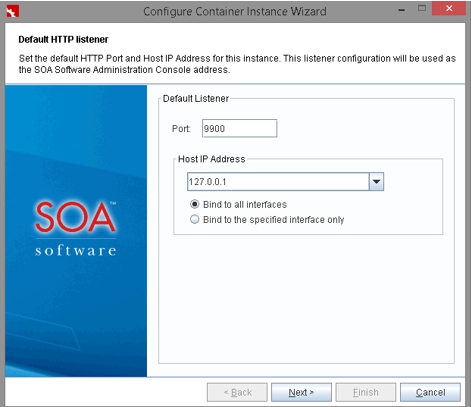 Configure Container Instance Wizard
Default HTTP listener
Set the default HTTP Port and Host IP Address for this instance. This listener configuration will be used as
the SOA Software Administration Console address.
Default Listener
Port: 9900
Host IP Address
127.0.0.1
Bind to all interfaces
Bind to the specified interface only
SOA™
software
< Back Next > Finish Cancel